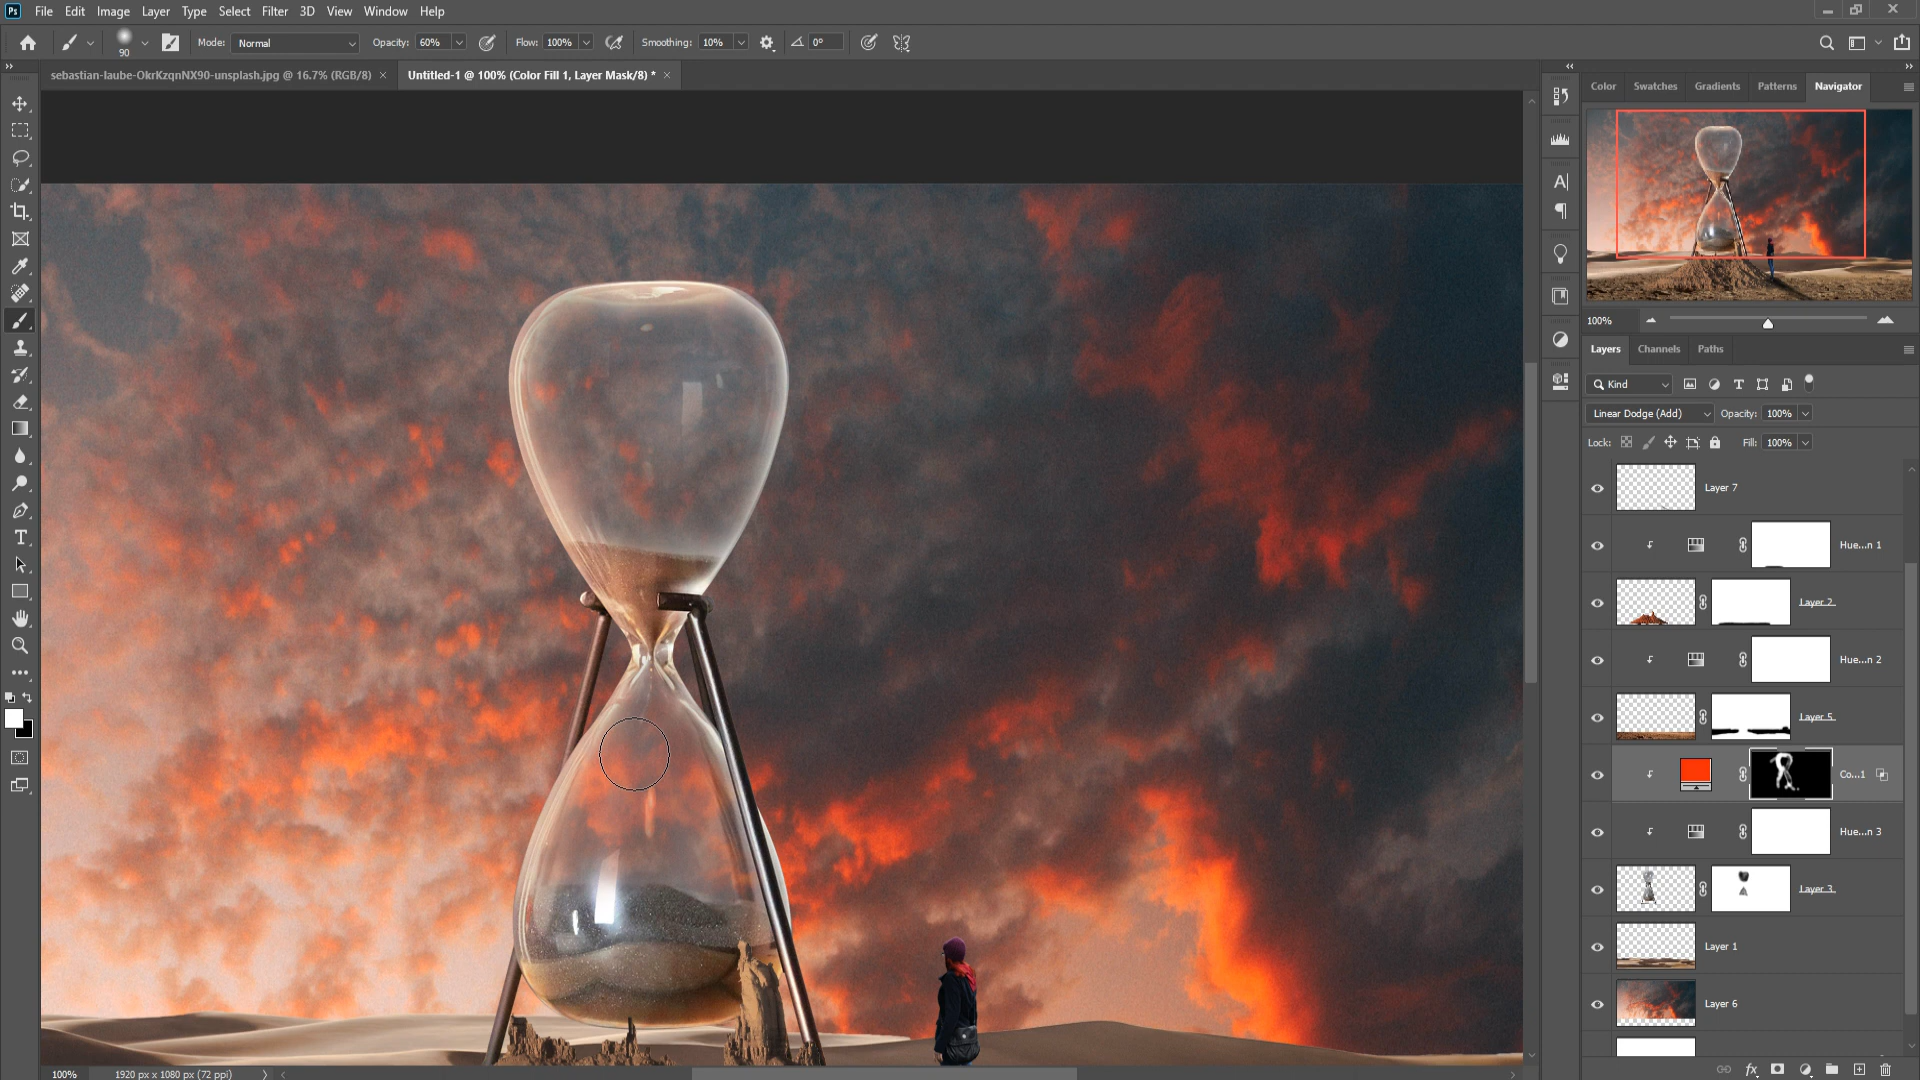 Ps File Edit Image Layer Type Select Filter 3D View Window Help
90 Mode: Normal Opacity: 60% Flow: 100% Smoothing: 10% 0°
sebastian-laube-OkrKzqnNX90-unsplash.jpg @ 16.7% (RGB/8) × Untitled-1 @ 100% (Color Fill 1, Layer Mask/8) * ×
Color Swatches Gradients Patterns Navigator
100%
Layers Channels Paths
Kind
Linear Dodge (Add) Opacity: 100%
Lock: Fill: 100%
Layer 7
Hue...n 1
Layer 2
Hue...n 2
Layer 5
Co...1
Hue...n 3
Layer 3
Layer 1
Layer 6
100% 1920 px x 1080 px (72 ppi)